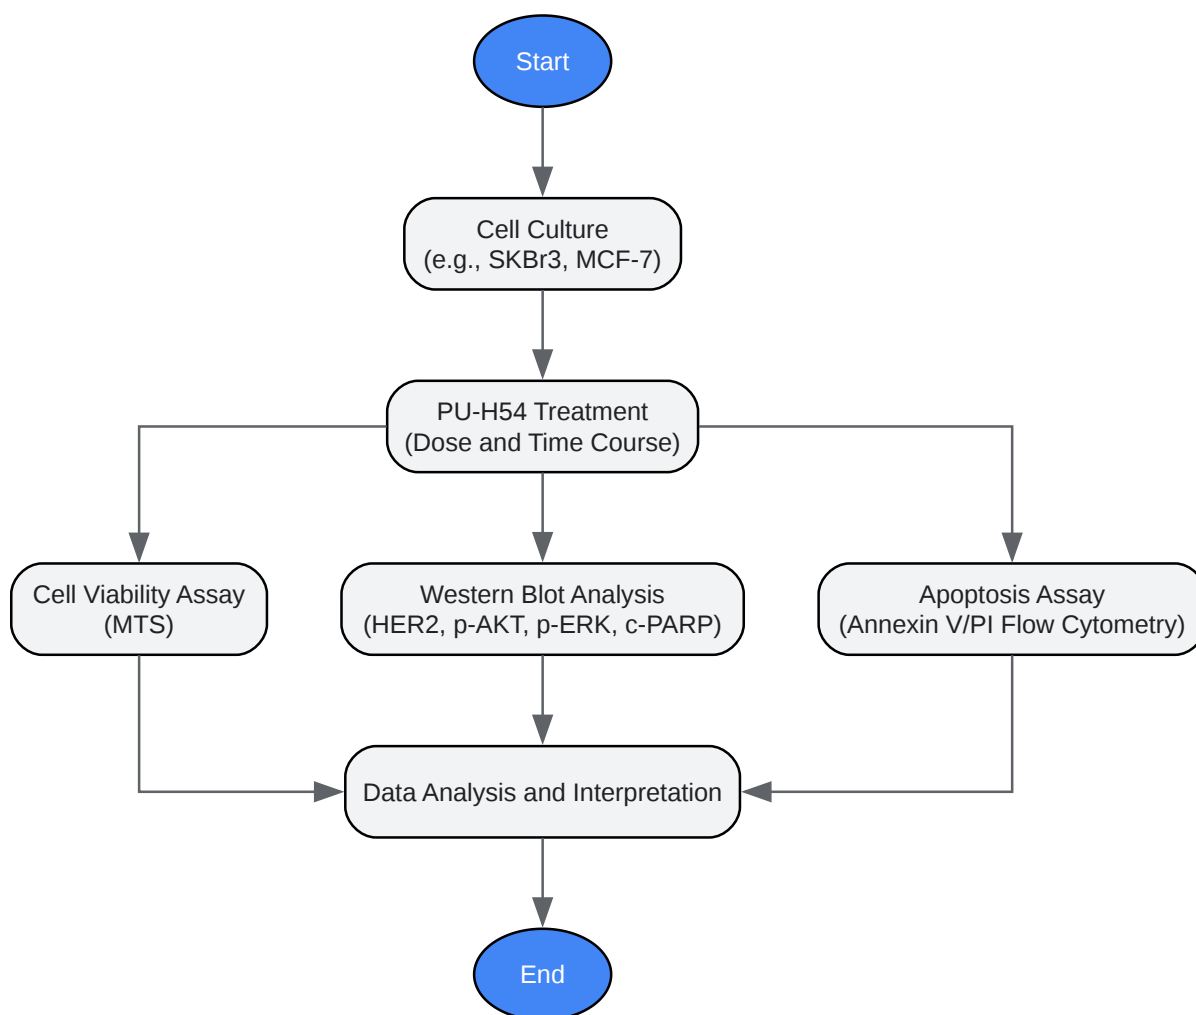 Start
Cell Culture
(e.g., SKBr3, MCF-7)
PU-H54 Treatment
(Dose and Time Course)
Cell Viability Assay
(MTS)
Western Blot Analysis
(HER2, p-AKT, p-ERK, c-PARP)
Apoptosis Assay
(Annexin V/PI Flow Cytometry)
Data Analysis and Interpretation
End